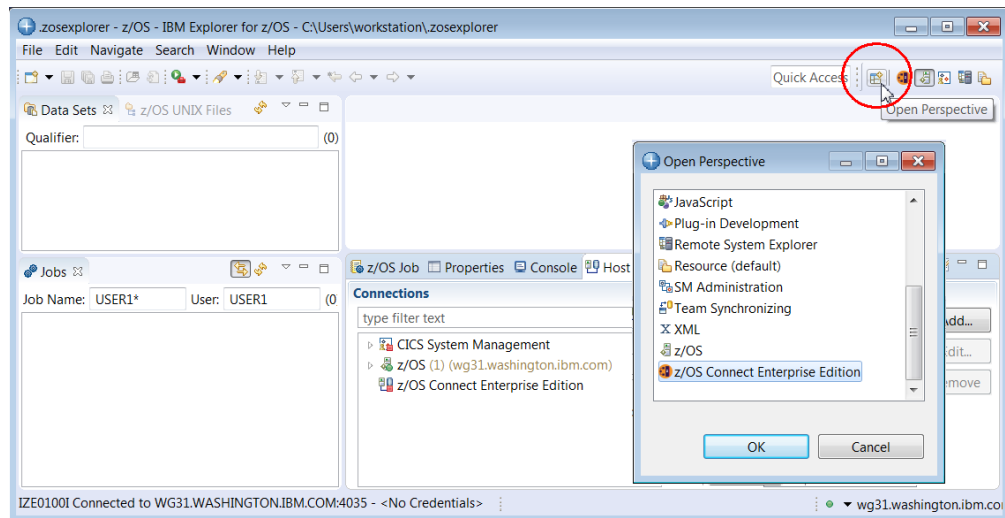 .zosexplorer - z/OS - IBM Explorer for z/OS - C:\Users\workstation\.zosexplorer
File Edit Navigate Search Window Help
Quick Access
Open Perspective
Data Sets z/OS UNIX Files
Qualifier: (0)
Open Perspective
JavaScript
Plug-in Development
Remote System Explorer
Resource (default)
SM Administration
Team Synchronizing
XML
z/OS
z/OS Connect Enterprise Edition
OK Cancel
Jobs
Job Name: USER1* User: USER1 (0
z/OS Job Properties Console Host
Connections
type filter text
CICS System Management
z/OS (1) (wg31.washington.ibm.com)
z/OS Connect Enterprise Edition
IZE0100I Connected to WG31.WASHINGTON.IBM.COM:4035 - <No Credentials>
wg31.washington.ibm.co